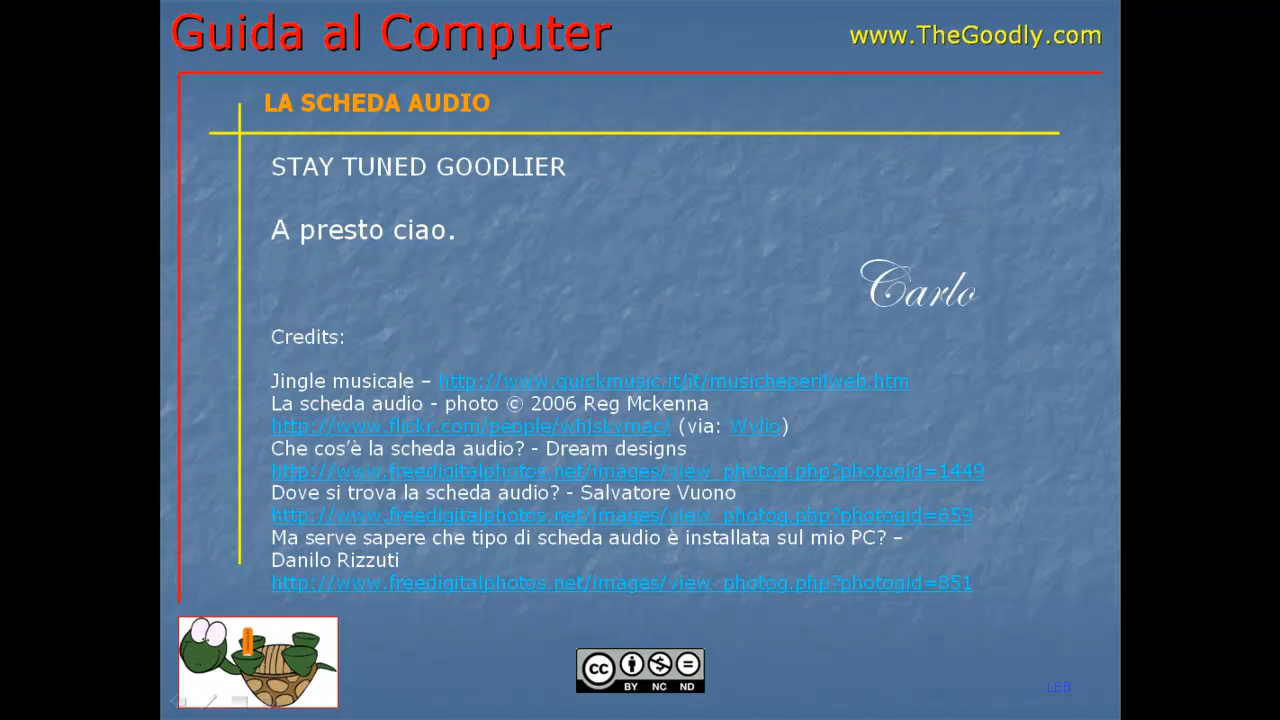 Guida al Computer
www.TheGoodly.com
LA SCHEDA AUDIO
STAY TUNED GOODLIER
A presto ciao.
Carlo
Credits:
Jingle musicale – http://www.quickmusic.it/it/musicheperilweb.htm
La scheda audio - photo © 2006 Reg Mckenna
http://www.flickr.com/people/whiskymac/ (via: Wylio)
Che cos'è la scheda audio? - Dream designs
http://www.freedigitalphotos.net/images/view_photog.php?photogid=1449
Dove si trova la scheda audio? - Salvatore Vuono
http://www.freedigitalphotos.net/images/view_photog.php?photogid=659
Ma serve sapere che tipo di scheda audio è installata sul mio PC? –
Danilo Rizzuti
http://www.freedigitalphotos.net/images/view_photog.php?photogid=851
cc BY NC ND